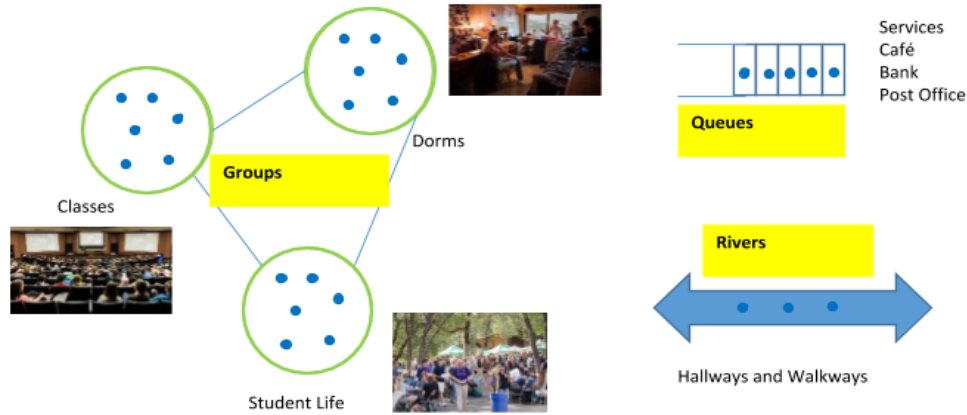 Services
Café
Bank
Post Office
Queues
Dorms
Groups
Classes
Rivers
Hallways and Walkways
Student Life